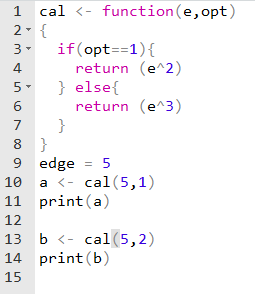 1 cal <- function(e,opt)
2 {
3   if(opt==1){
4     return (e^2)
5   } else{
6     return (e^3)
7   }
8 }
9 edge = 5
10 a <- cal(5,1)
11 print(a)
12
13 b <- cal(5,2)
14 print(b)
15